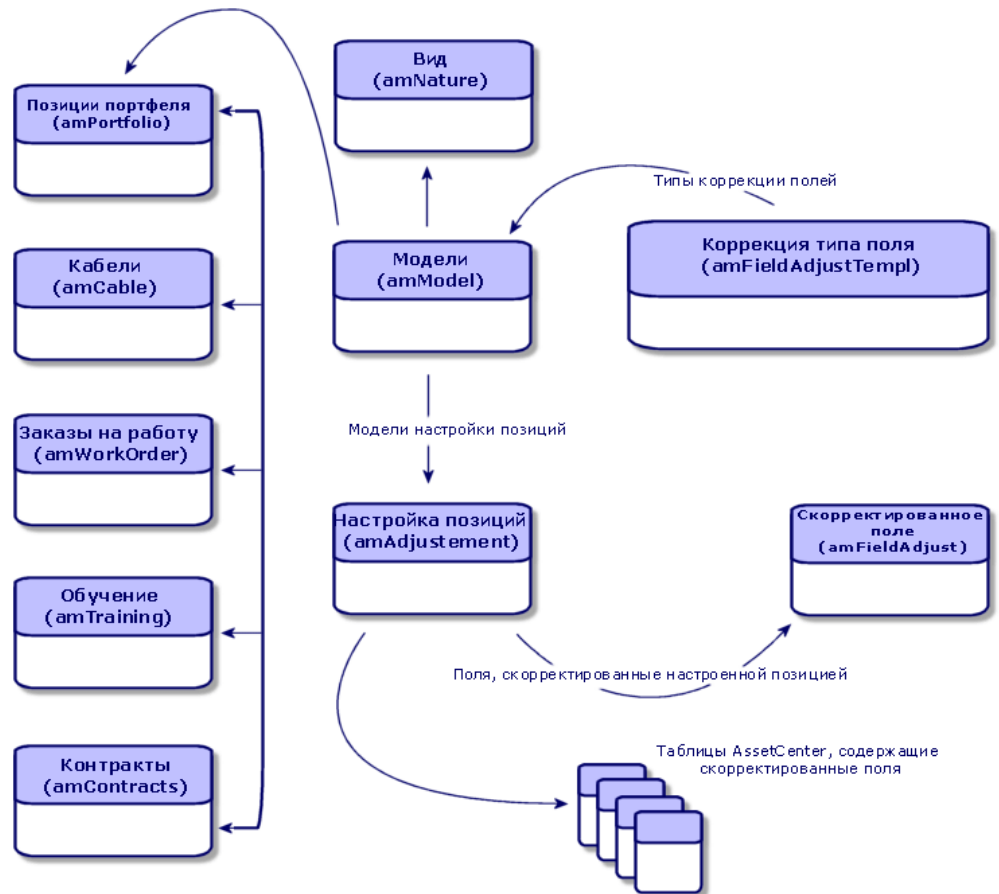 Вид
(amNature)
Позиции портфеля
(amPortfolio)
Типы коррекции полей
Модели
(amModel)
Коррекция типа поля
(amFieldAdjustTempl)
Кабели
(amCable)
Модели настройки позиций
Заказы на работу
(amWorkOrder)
Настройка позиций
(amAdjustement)
Скорректированное
поле
(amFieldAdjust)
Обучение
(amTraining)
Поля, скорректированные настроенной позицией
Контракты
(amContracts)
Таблицы AssetCenter, содержащие
скорректированные поля